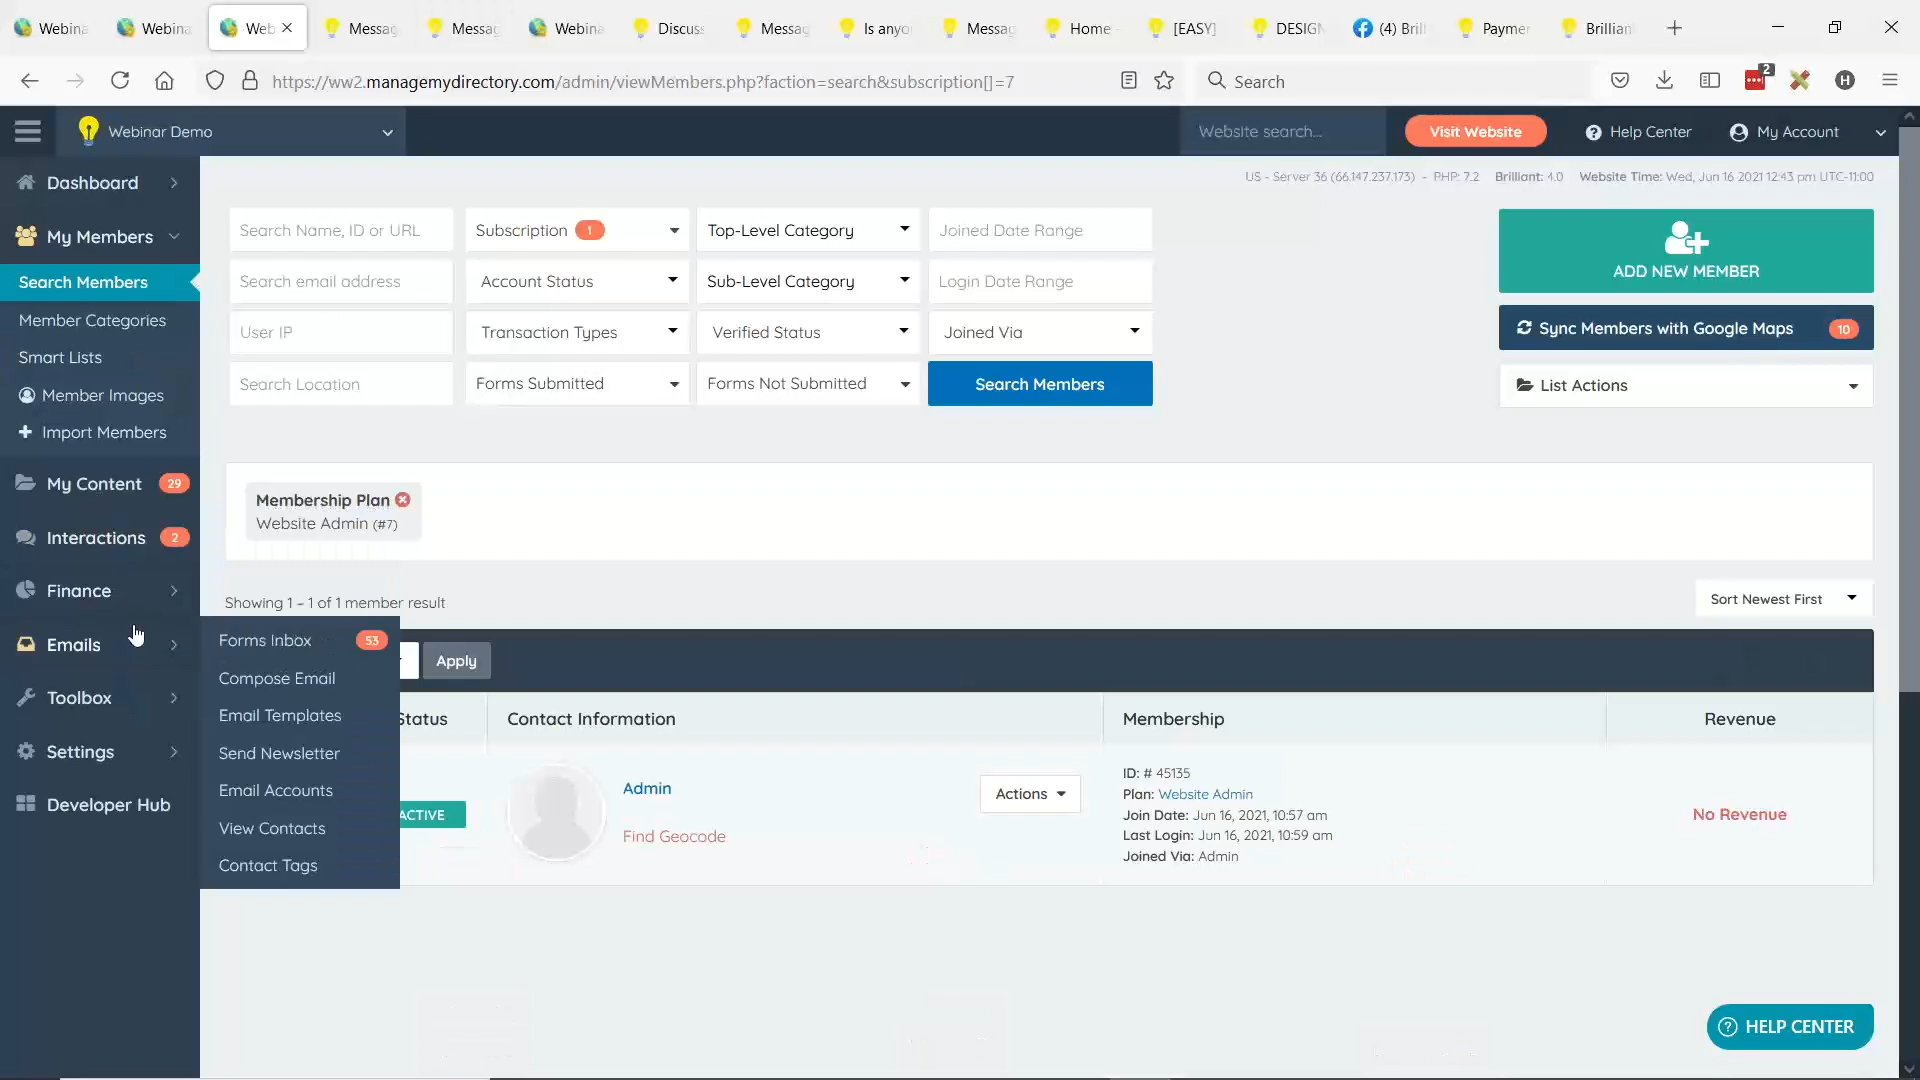 Webina
Webina
Web
Messag
Messag
Webina
Discuss
Messag
Is anyo
Messag
Home -
[EASY]
DESIGN
(4) Brill
Paymen
Brillian
https://ww2.managemydirectory.com/admin/viewMembers.php?faction=search&subscription[]=7
Search
2
H
Webinar Demo
Website search...
Visit Website
Help Center
My Account
US - Server 36 (66.147.237.173) - PHP: 7.2 Brilliant: 4.0 Website Time: Wed, Jun 16 2021 12:43 pm UTC-11:00
Dashboard
My Members
Search Members
Member Categories
Smart Lists
Member Images
Import Members
My Content 29
Interactions 2
Finance
Emails
Toolbox
Settings
Developer Hub
Search Name, ID or URL
Subscription 1
Top-Level Category
Joined Date Range
Search email address
Account Status
Sub-Level Category
Login Date Range
User IP
Transaction Types
Verified Status
Joined Via
Search Location
Forms Submitted
Forms Not Submitted
Search Members
ADD NEW MEMBER
Sync Members with Google Maps 10
List Actions
Membership Plan
Website Admin (#7)
Showing 1 - 1 of 1 member result
Sort Newest First
Forms Inbox 53
Compose Email
Email Templates
Send Newsletter
Email Accounts
View Contacts
Contact Tags
Apply
Status
Contact Information
Membership
Revenue
ACTIVE
Admin
Find Geocode
Actions
ID: # 45135
Plan: Website Admin
Join Date: Jun 16, 2021, 10:57 am
Last Login: Jun 16, 2021, 10:59 am
Joined Via: Admin
No Revenue
HELP CENTER